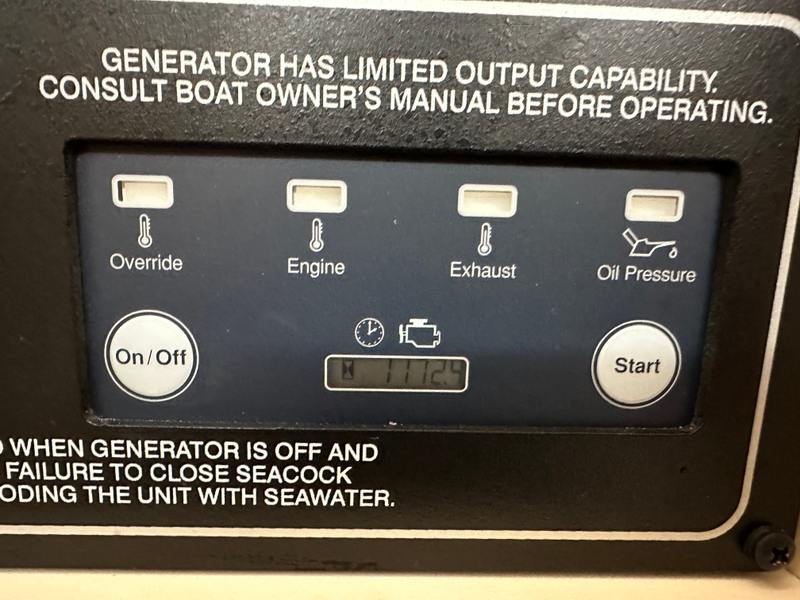 GENERATOR HAS LIMITED OUTPUT CAPABILITY.
CONSULT BOAT OWNER'S MANUAL BEFORE OPERATING.
Override
Engine
Exhaust
Oil Pressure
On/Off
1112.9
Start
WHEN GENERATOR IS OFF AND
FAILURE TO CLOSE SEACOCK
ODING THE UNIT WITH SEAWATER.